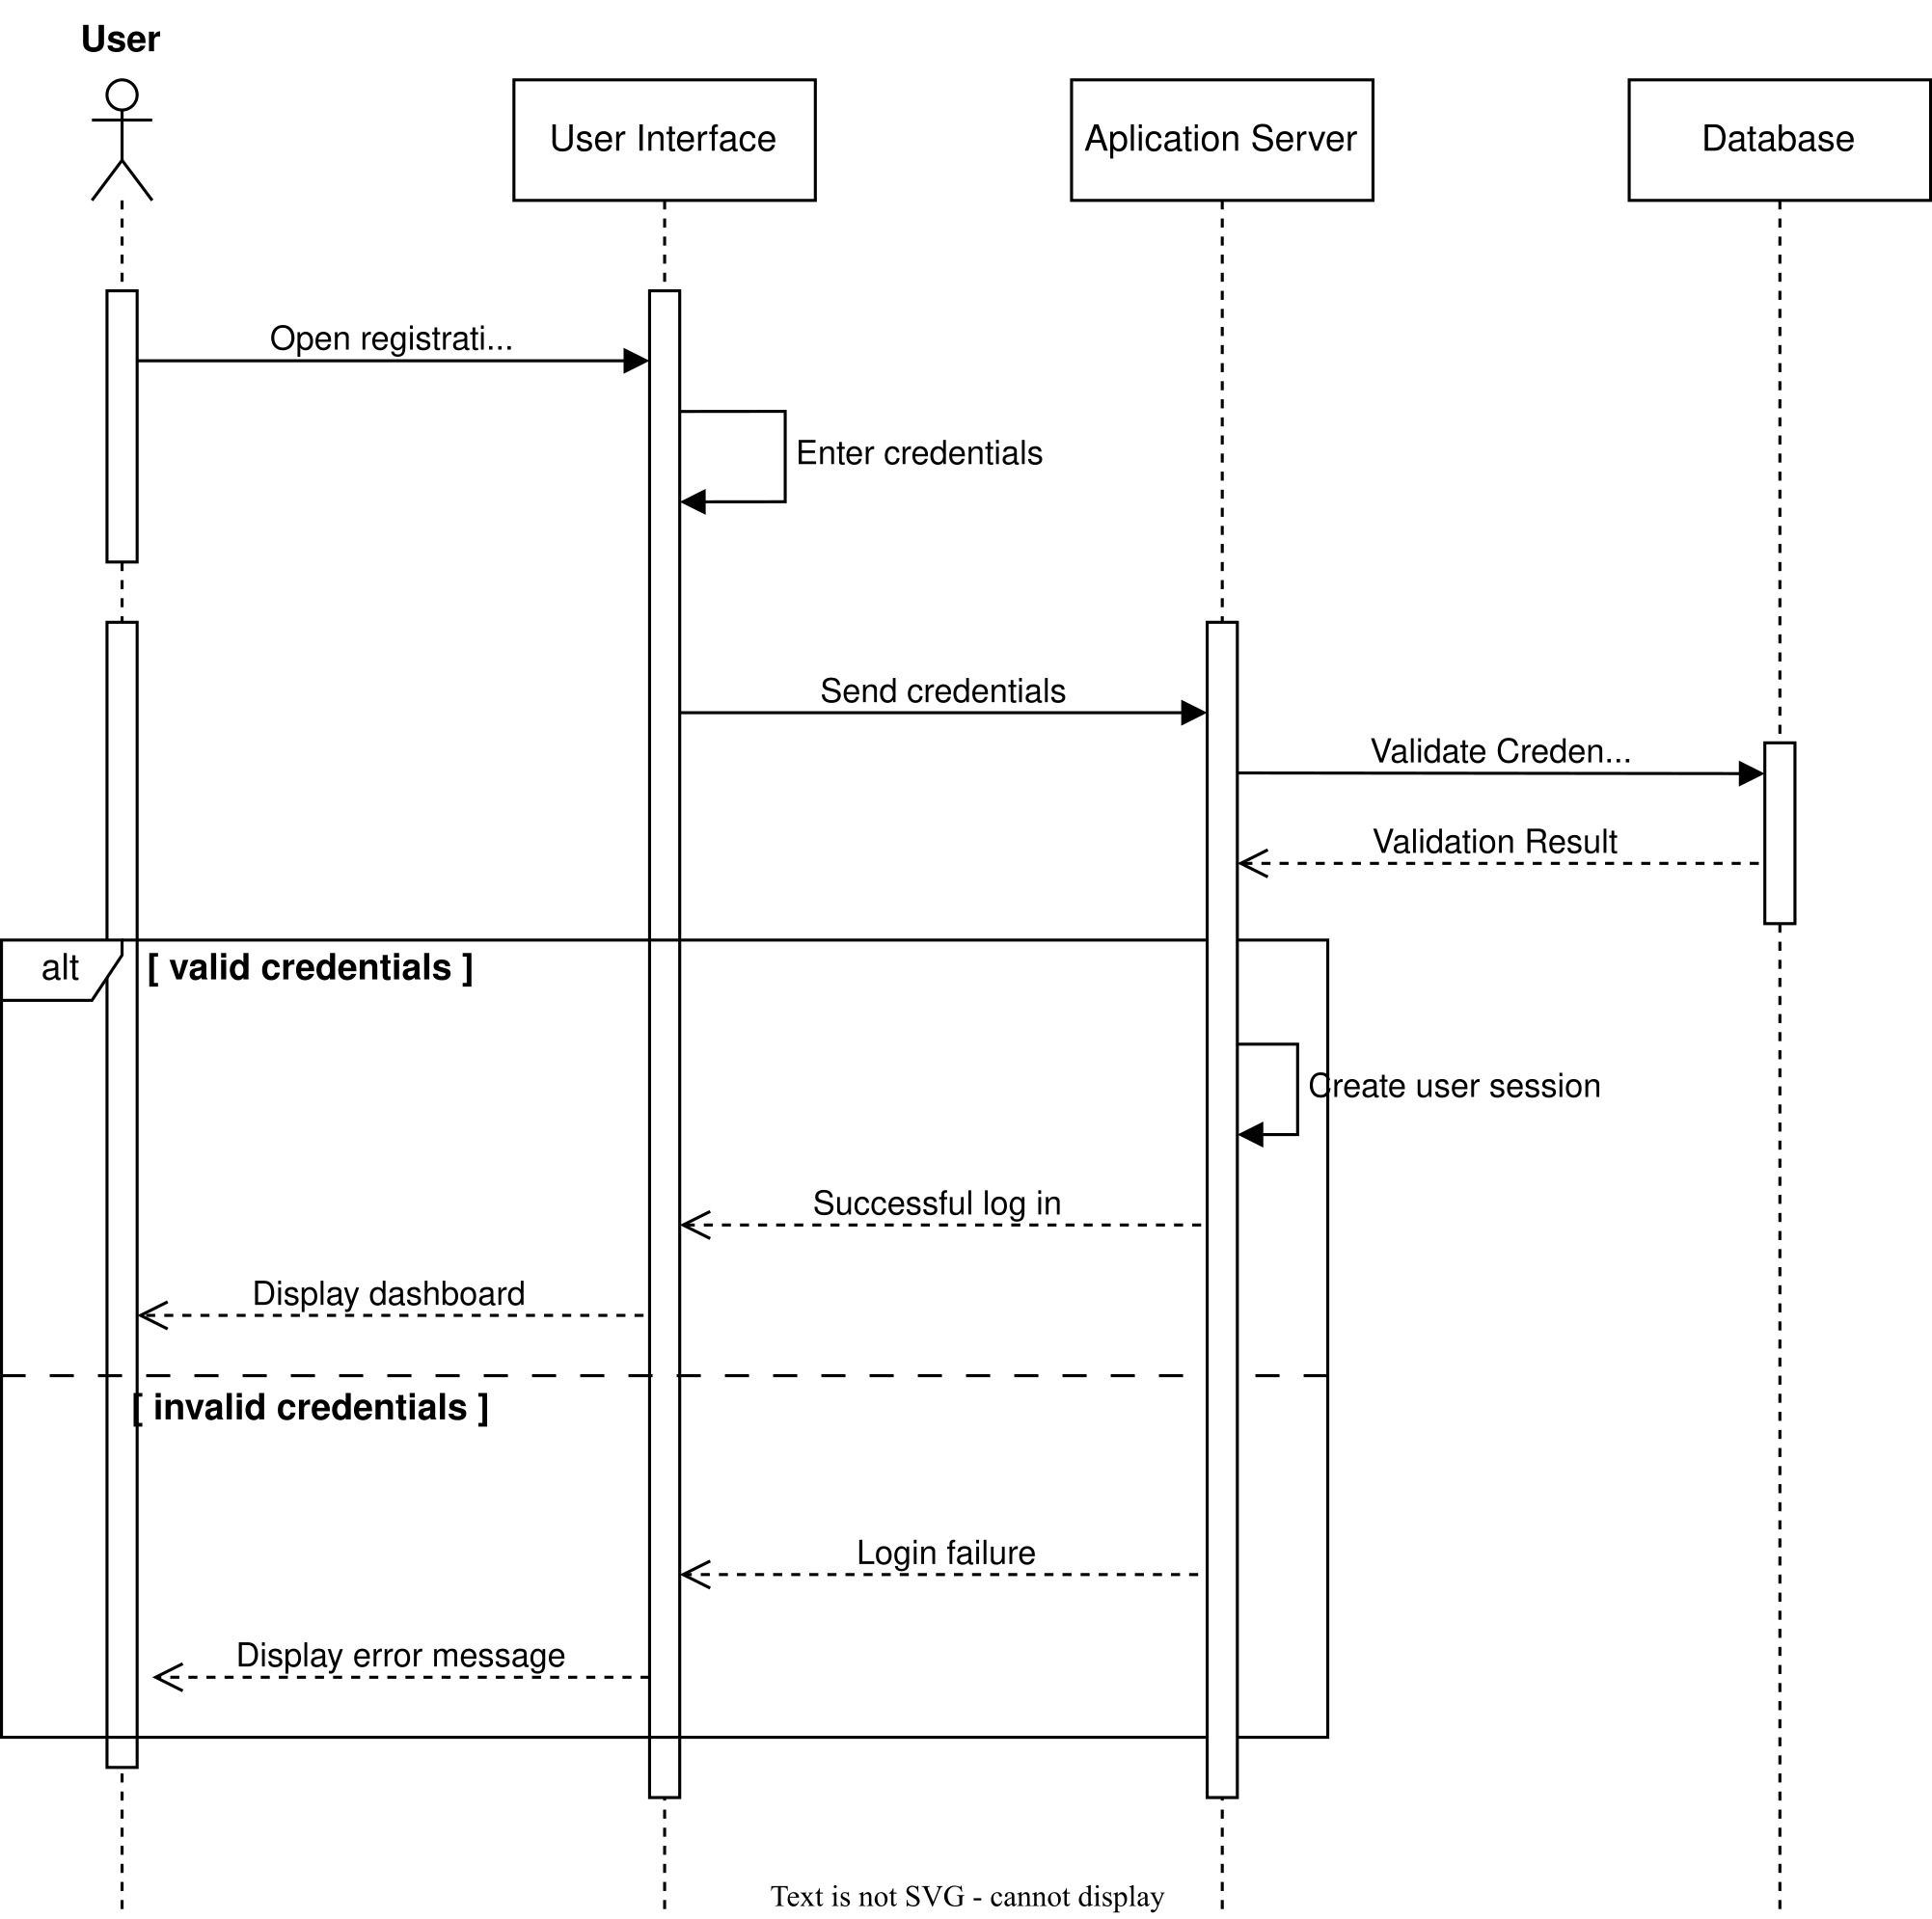 User
User Interface
Aplication Server
Database
Open registrati...
Enter credentials
Send credentials
Validate Creden...
Validation Result
alt
[ valid credentials ]
Create user session
Successful log in
Display dashboard
[ invalid credentials ]
Login failure
Display error message
Text is not SVG - cannot display